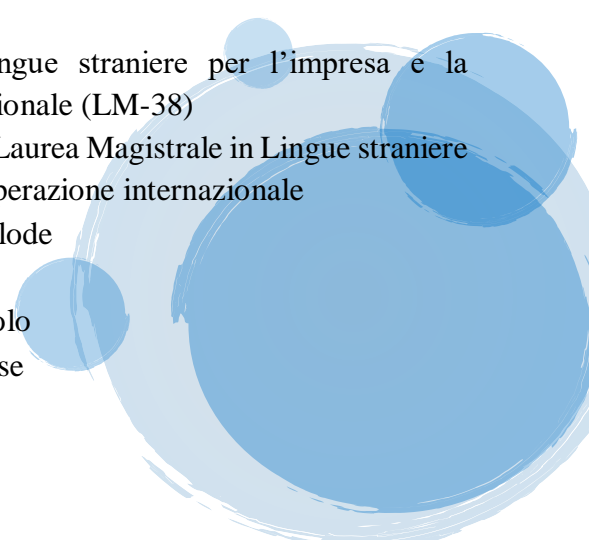 ngue straniere per l’impresa e la
ionale (LM-38)
Laurea Magistrale in Lingue straniere
perazione internazionale
lode
olo
se